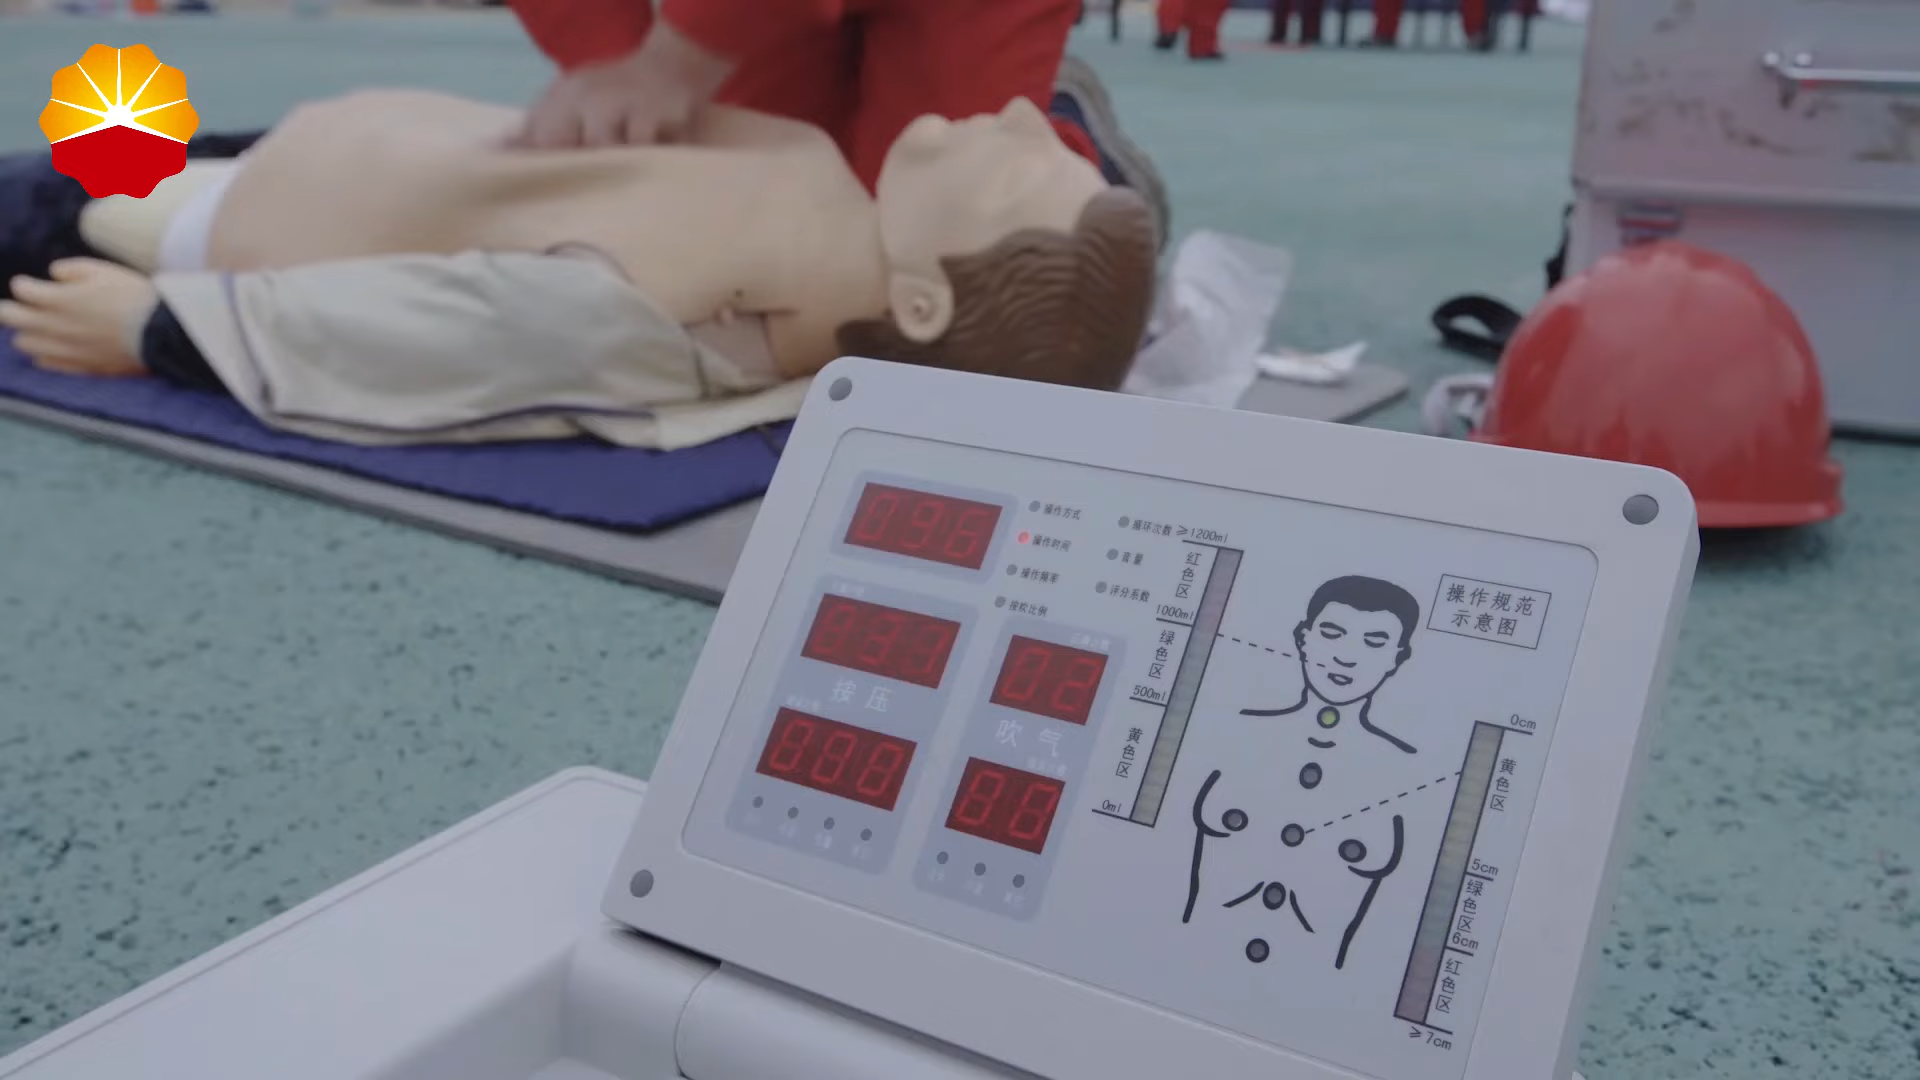 096
操作方式
操作时间
操作频率
按吹比例
循环次数
音量
评分系数
按压
02
吹气
≥1200ml
红色区
1000ml
绿色区
500ml
黄色区
0ml
操作规范
示意图
0cm
黄色区
5cm
绿色区
6cm
红色区
≥7cm